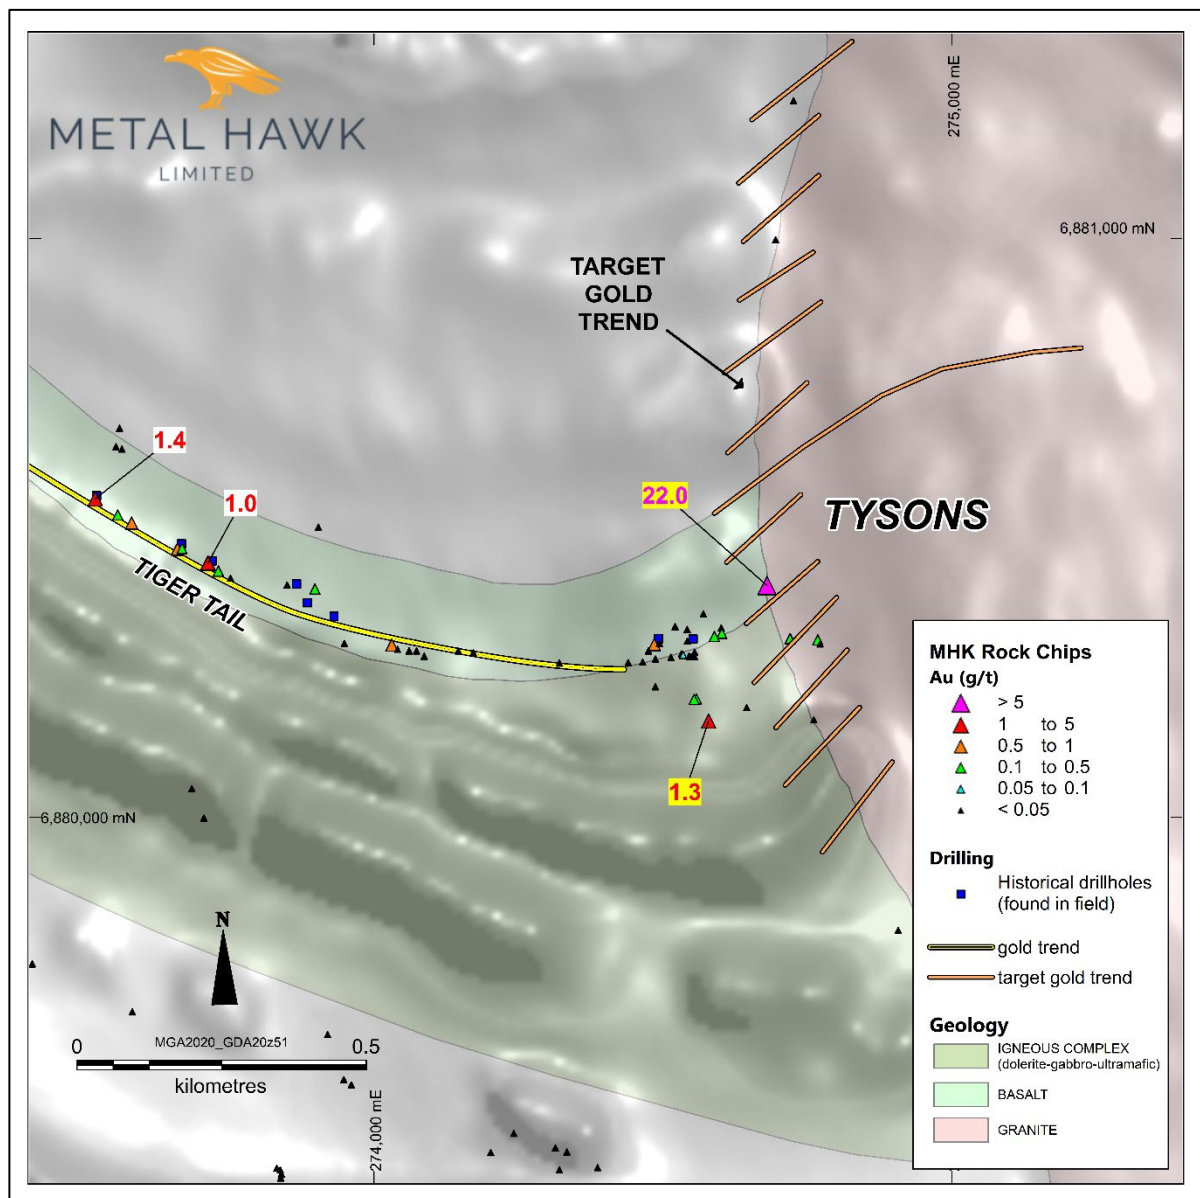 METAL HAWK
LIMITED
275,000 mE
6,881,000 mN
TARGET
GOLD
TREND
1.4
1.0
22.0
TYSONS
TIGER TAIL
1.3
6,880,000 mN
N
MGA2020_GDA20z51
0 0.5
kilometres
274,000 mE
MHK Rock Chips
Au (g/t)
> 5
1 to 5
0.5 to 1
0.1 to 0.5
0.05 to 0.1
< 0.05
Drilling
Historical drillholes
(found in field)
gold trend
target gold trend
Geology
IGNEOUS COMPLEX
(dolerite-gabbro-ultramafic)
BASALT
GRANITE